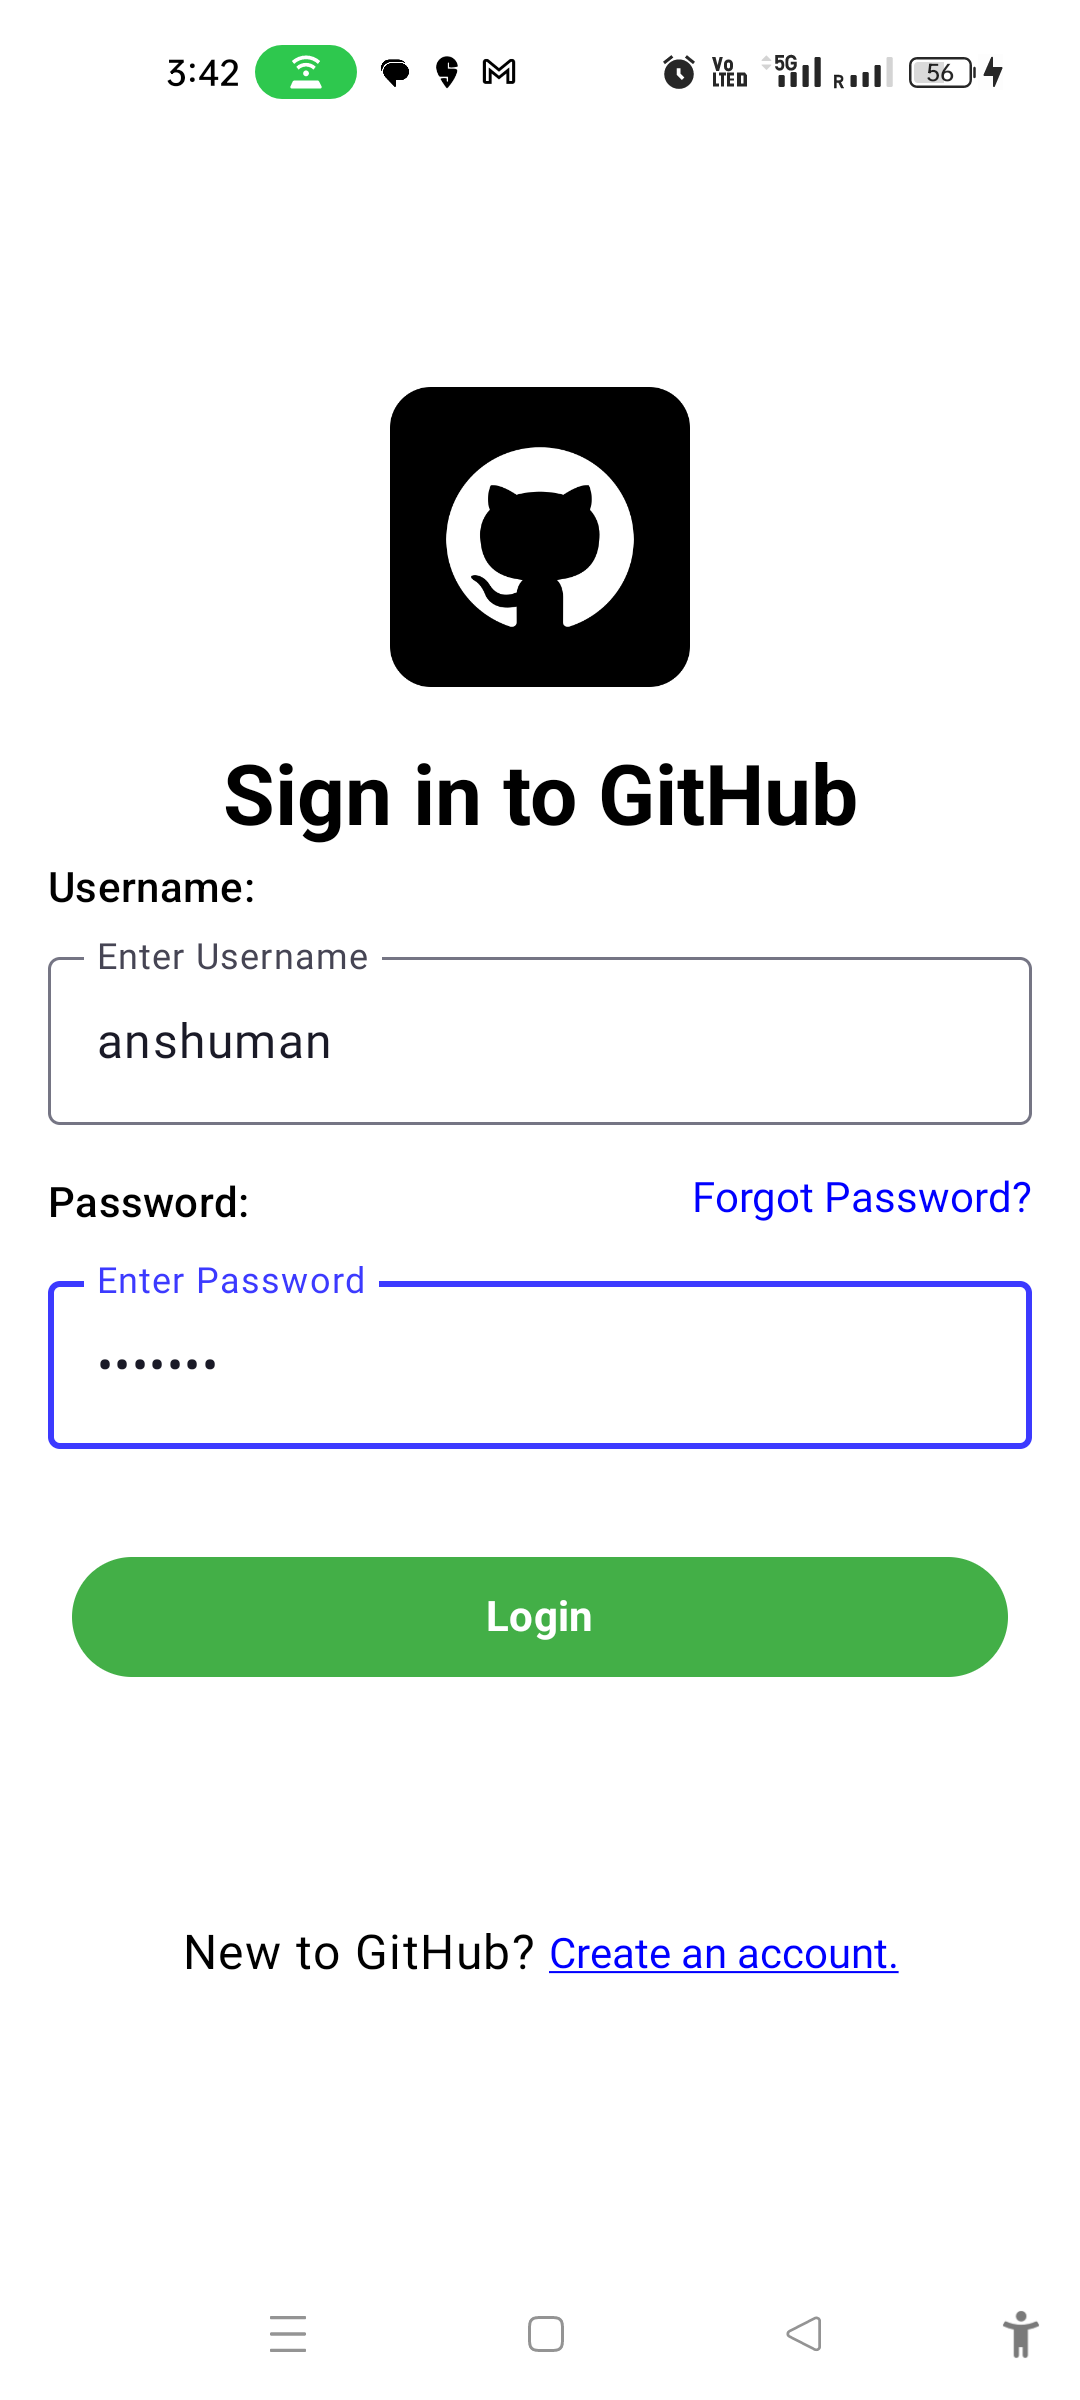 3:42 Vo LTED 5G R 56
Sign in to GitHub
Username:
Enter Username
anshuman
Password: Forgot Password?
Enter Password
•••••••
Login
New to GitHub? Create an account.